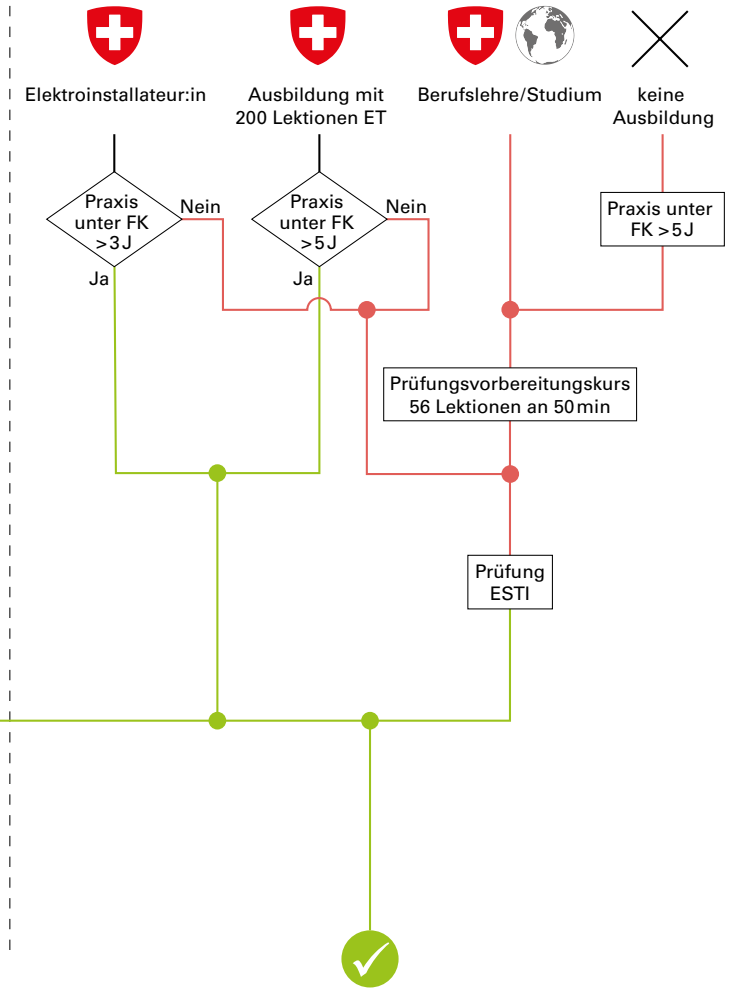 Elektroinstallateur:in
Ausbildung mit
200 Lektionen ET
Berufslehre/Studium
keine
Ausbildung
Praxis
unter FK
>3 J
Nein
Ja
Praxis
unter FK
>5 J
Nein
Ja
Praxis unter
FK >5 J
Prüfungsvorbereitungskurs
56 Lektionen an 50 min
Prüfung
ESTI